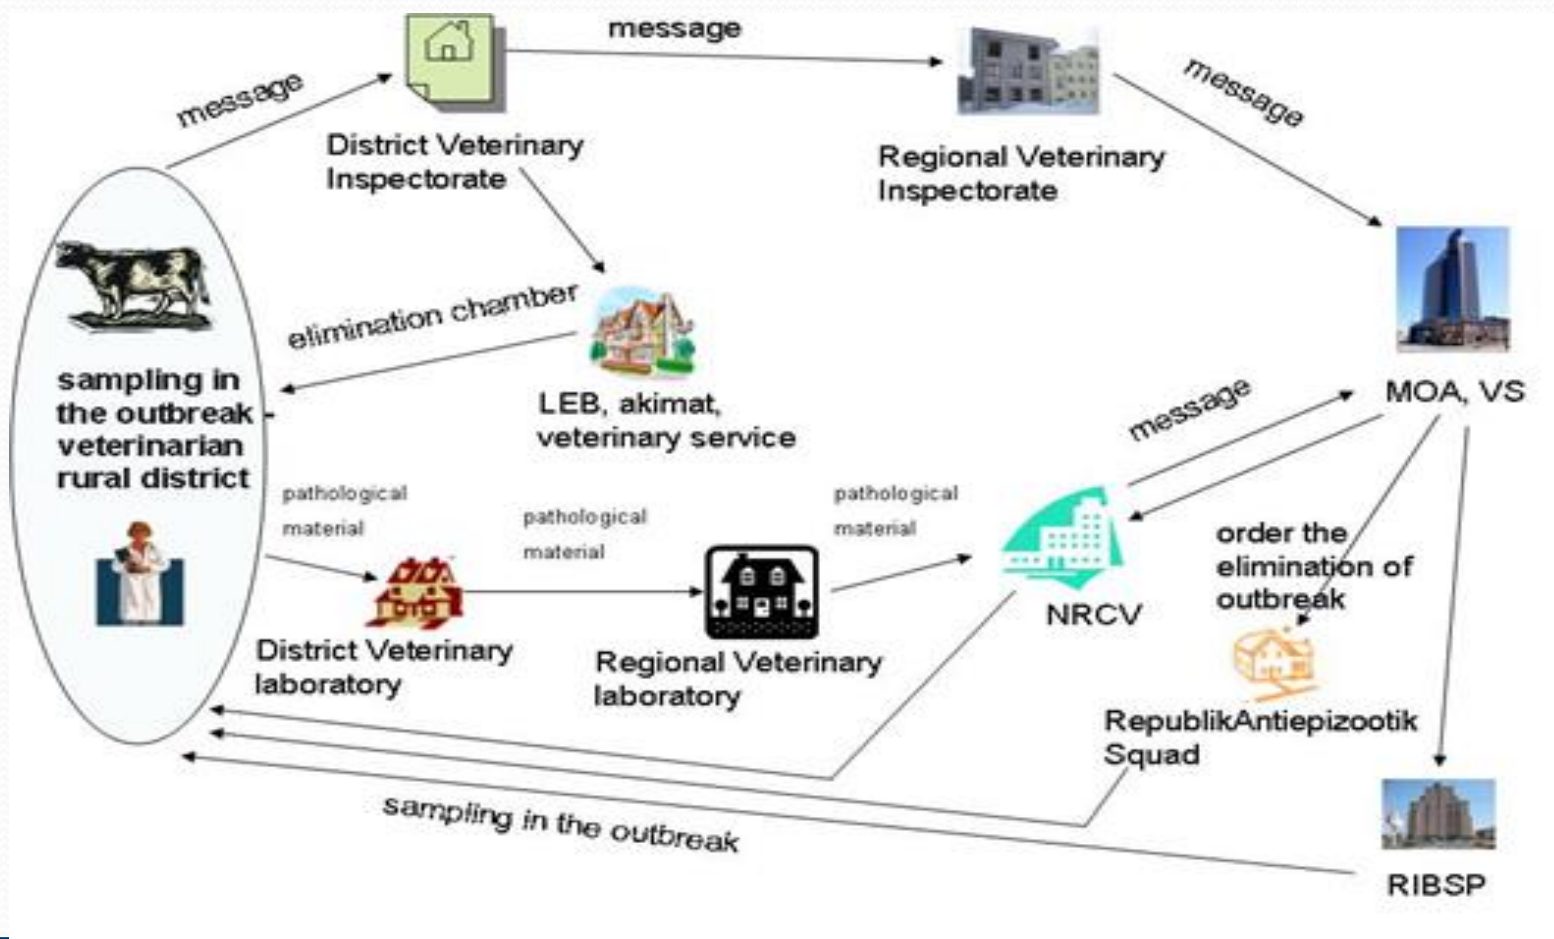 message
message
message
District Veterinary
Inspectorate
Regional Veterinary
Inspectorate
elimination chamber
sampling in
the outbreak -
veterinarian
rural district
LEB, akimat,
veterinary service
MOA, VS
message
pathological
material
pathological
material
pathological
material
order the
elimination of
outbreak
NRCV
District Veterinary
laboratory
Regional Veterinary
laboratory
RepublikAntiepizootik
Squad
sampling in the outbreak
RIBSP